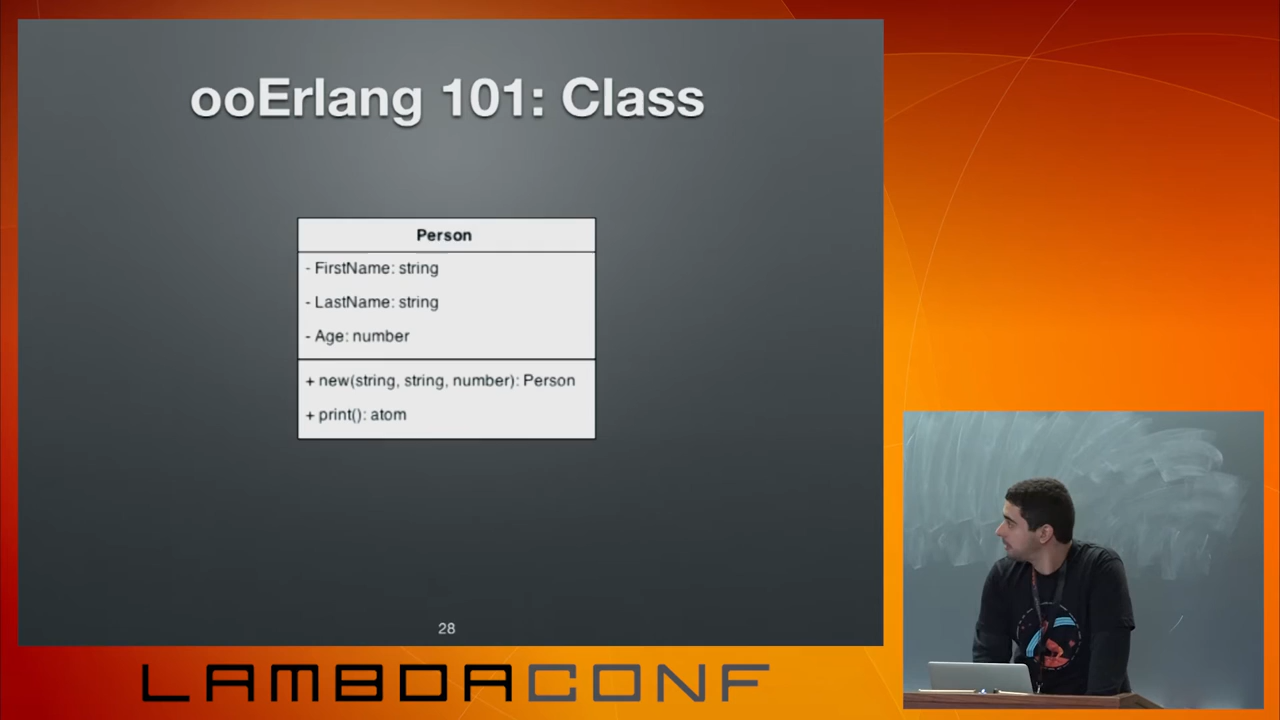 ooErlang 101: Class
Person
- FirstName: string
- LastName: string
- Age: number
+ new(string, string, number): Person
+ print(): atom
28
LAMBDACONF